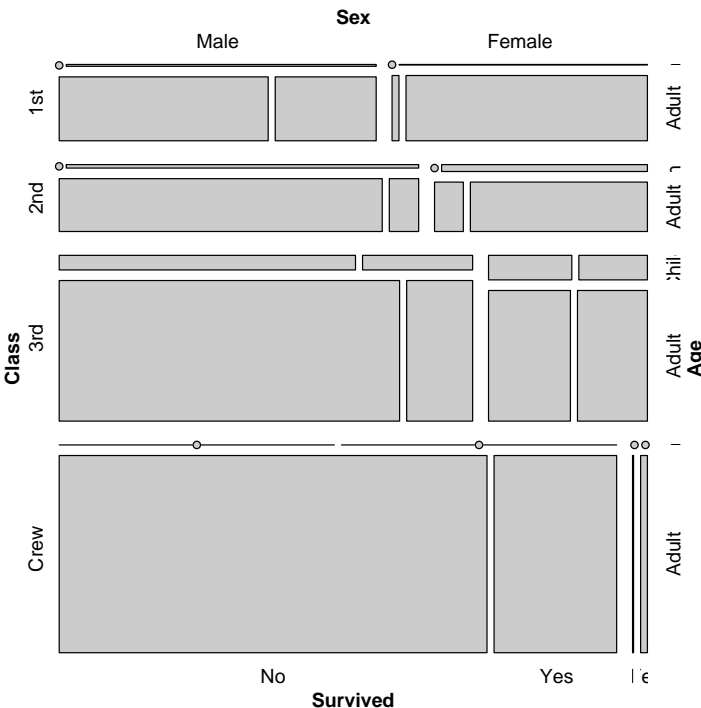 Sex
Male Female
1st
Adult
2nd
Adult
3rd
Adult
Class
Age
Crew
Adult
No Yes
Survived